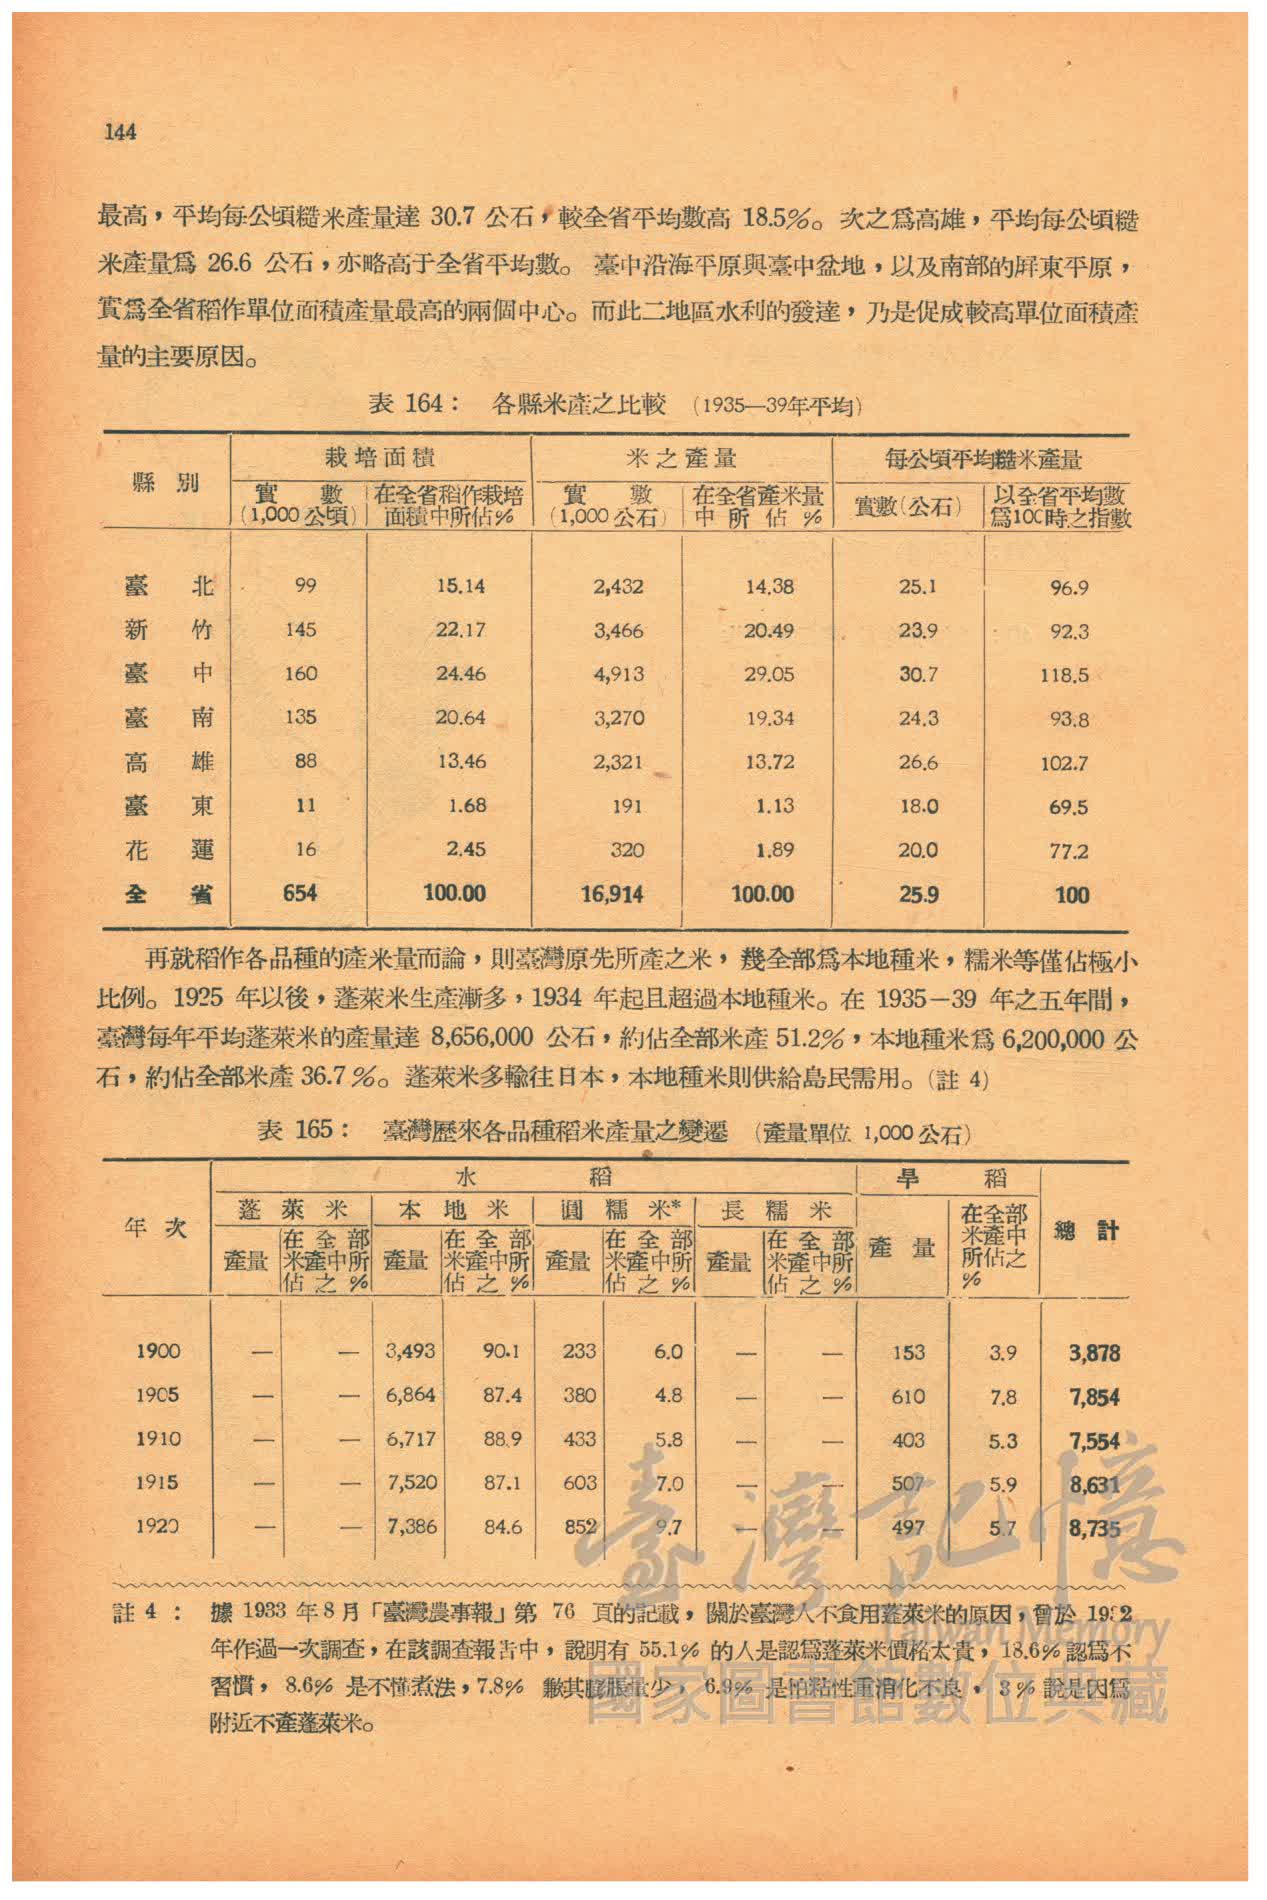 144
最高，平均每公頃糙米產量達 30.7 公石，較全省平均數高 18.5%。次之爲高雄，平均每公頃糙
米產量爲 26.6 公石，亦略高于全省平均數。臺中沿海平原與臺中盆地，以及南部的屛東平原，
實爲全省稻作單位面積產量最高的兩個中心。而此二地區水利的發達，乃是促成較高單位面積產
量的主要原因。
表 164： 各縣米產之比較 (1935—39年平均)
縣別 栽培面積 米之產量 每公頃平均糙米產量
實數(1,000公頃) 在全省稻作栽培面積中所佔% 實數(1,000公石) 在全省產米量中所佔% 實數(公石) 以全省平均數爲100時之指數
臺北 99 15.14 2,432 14.38 25.1 96.9
新竹 145 22.17 3,466 20.49 23.9 92.3
臺中 160 24.46 4,913 29.05 30.7 118.5
臺南 135 20.64 3,270 19.34 24.3 93.8
高雄 88 13.46 2,321 13.72 26.6 102.7
臺東 11 1.68 191 1.13 18.0 69.5
花蓮 16 2.45 320 1.89 20.0 77.2
全省 654 100.00 16,914 100.00 25.9 100
再就稻作各品種的產米量而論，則臺灣原先所產之米，幾全部爲本地種米，糯米等僅佔極小
比例。1925 年以後，蓬萊米生產漸多，1934 年起且超過本地種米。在 1935—39 年之五年間，
臺灣每年平均蓬萊米的產量達 8,656,000 公石，約佔全部米產 51.2%，本地種米爲 6,200,000 公
石，約佔全部米產 36.7%。蓬萊米多輸往日本，本地種米則供給島民需用。(註 4)
表 165： 臺灣歷來各品種稻米產量之變遷 (產量單位 1,000公石)
年次 水稻 旱稻 總計
蓬萊米 本地米 圓糯米* 長糯米
產量 在全部米產中所佔之% 產量 在全部米產中所佔之% 產量 在全部米產中所佔之% 產量 在全部米產中所佔之% 產量 在全部米產中所佔之%
1900 — — 3,493 90.1 233 6.0 — — 153 3.9 3,878
1905 — — 6,864 87.4 380 4.8 — — 610 7.8 7,854
1910 — — 6,717 88.9 433 5.8 — — 403 5.3 7,554
1915 — — 7,520 87.1 603 7.0 — — 507 5.9 8,631
1920 — — 7,386 84.6 852 9.7 — — 497 5.7 8,735
註 4： 據 1933 年 8 月「臺灣農事報」第 76 頁的記載，關於臺灣人不食用蓬萊米的原因，曾於 1932
年作過一次調查，在該調查報告中，說明有 55.1% 的人是認爲蓬萊米價格太貴，18.6% 認爲不
習慣，8.6% 是不懂煮法，7.8% 嫌其膨脹量少，6.9% 是怕粘性重消化不良，3% 說是因爲
附近不產蓬萊米。
臺灣記憶
Taiwan Memory
國家圖書館數位典藏